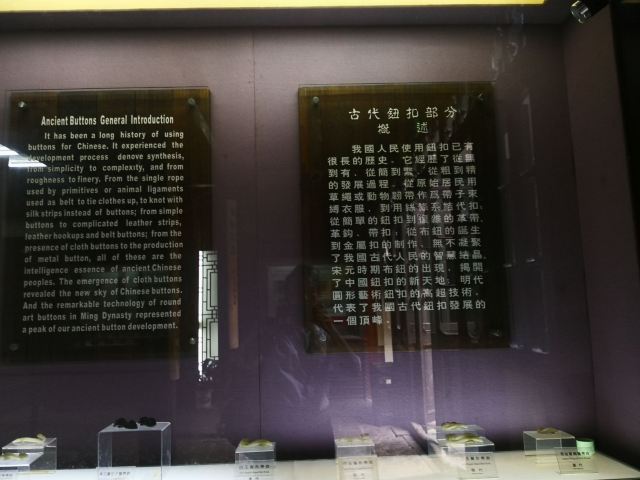 Ancient Buttons General Introduction
It has been a long history of using
buttons for Chinese. It experienced the
development process denove synthesis,
from simplicity to complexity, and from
roughness to finery. From the single rope
used by primitives or animal ligaments
used as belt to tie clothes up, to knot with
silk strips instead of buttons; from simple
buttons to complicated leather strips,
leather hookups and belt buttons; from the
presence of cloth buttons to the production
of metal button, all of these are the
intelligence essence of ancient Chinese
peoples. The emergence of cloth buttons
revealed the new sky of Chinese buttons.
And the remarkable technology of round
art buttons in Ming Dynasty represented
a peak of our ancient button development.
古代鈕扣部分
概述
我國人民使用鈕扣已有
很長的歷史。它經歷了從無
到有、從簡到繁、從粗到精
的發展過程。從原始居民用
草繩或動物韌帶作爲帶子來
縛衣服、到用絲絛系結代扣；
從簡單的鈕扣到復雜的革帶、
革鈎、帶扣；從布鈕的誕生
到金屬扣的制作、無不凝聚
了我國古代人民的智慧結晶。
宋元時期布鈕的出現、揭開
了中國鈕扣的新天地；明代
圓形藝術鈕扣的高超技術、
代表了我國古代鈕扣發展的
一個頂峰。